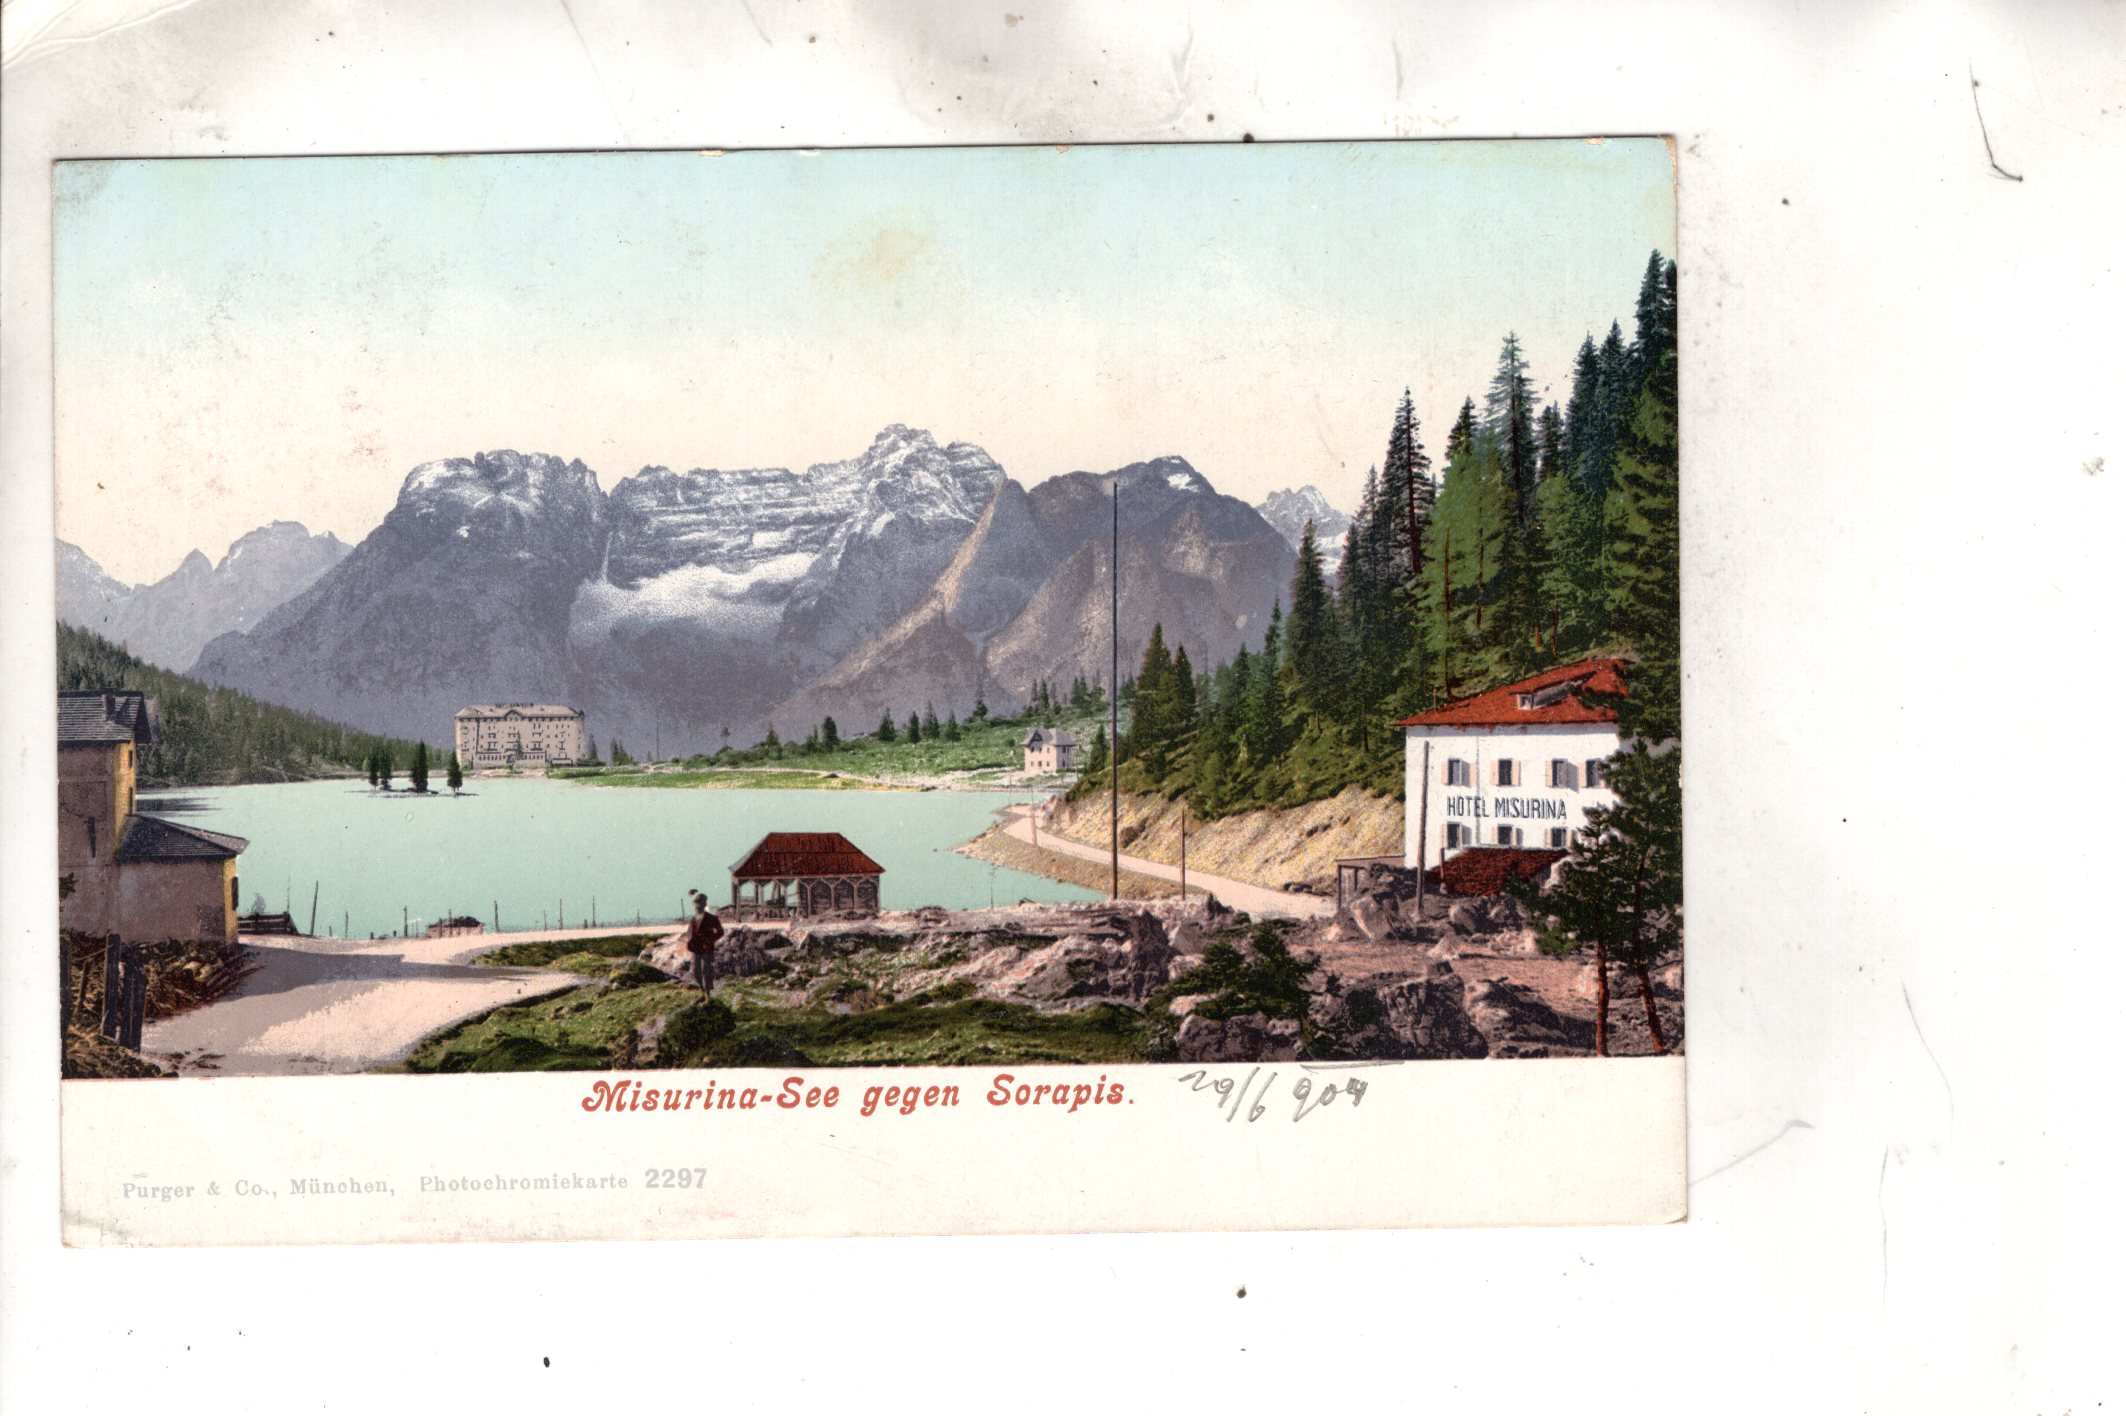 HOTEL MISURINA
Misurina-See gegen Sorapis. 29/6 904
Purger & Co., München, Photochromiekarte 2297